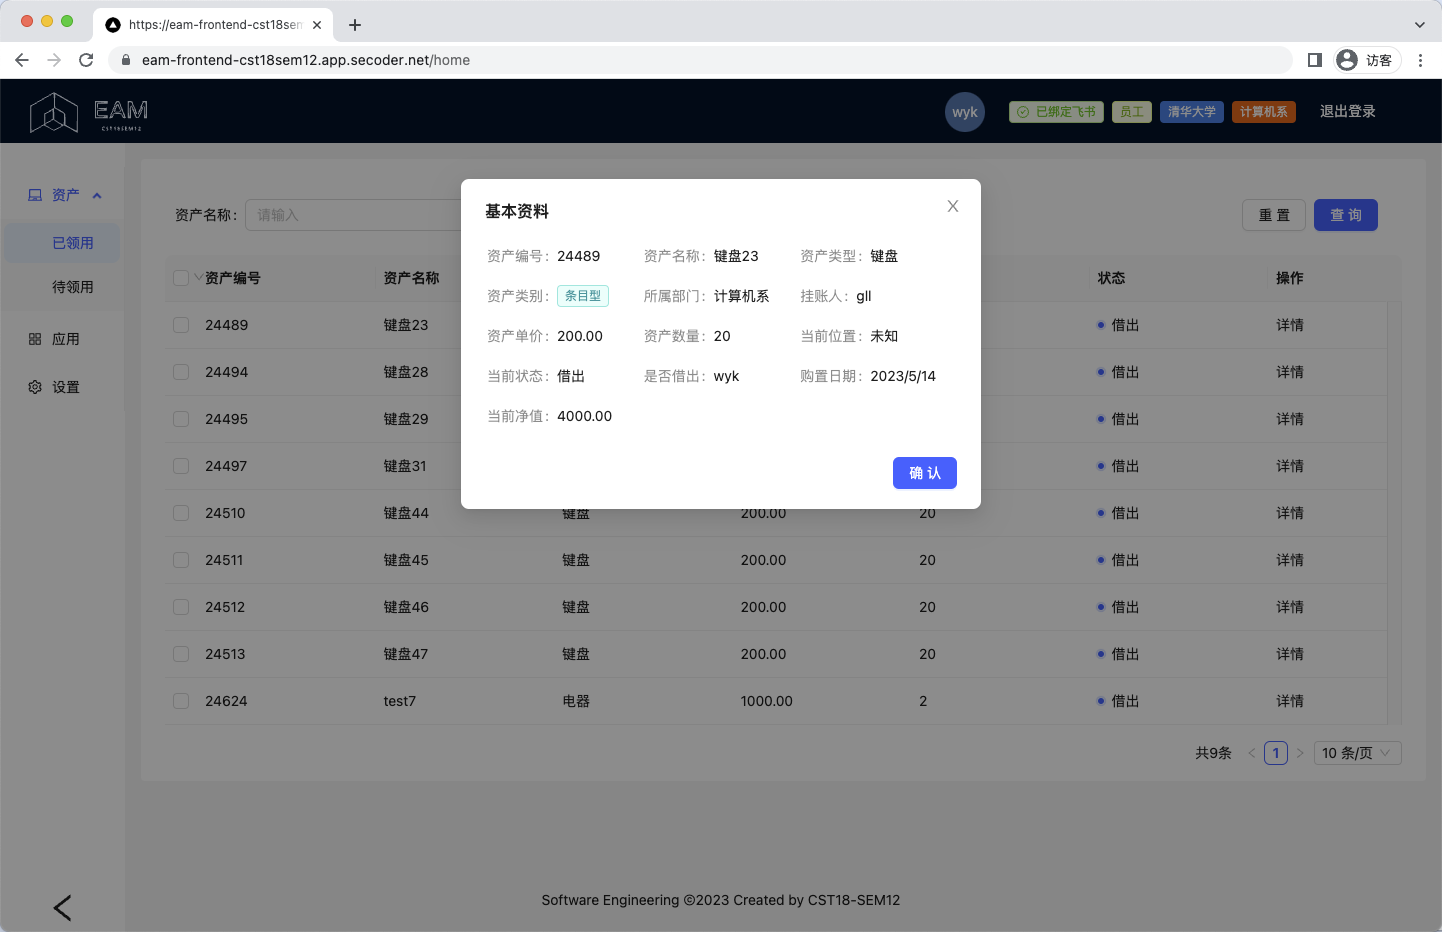 https://eam-frontend-cst18sem
eam-frontend-cst18sem12.app.secoder.net/home
访客
EAM
CST18SEM12
wyk
已绑定飞书
员工
清华大学
计算机系
退出登录
资产
已领用
待领用
应用
设置
资产名称:
请输入
重 置
查 询
资产编号
资产名称
状态
操作
24489
键盘23
借出
详情
24494
键盘28
借出
详情
24495
键盘29
借出
详情
24497
键盘31
借出
详情
24510
键盘44
键盘
200.00
20
借出
详情
24511
键盘45
键盘
200.00
20
借出
详情
24512
键盘46
键盘
200.00
20
借出
详情
24513
键盘47
键盘
200.00
20
借出
详情
24624
test7
电器
1000.00
2
借出
详情
共9条
1
10 条/页
基本资料
资产编号: 24489
资产名称: 键盘23
资产类型: 键盘
资产类别: 条目型
所属部门: 计算机系
挂账人: gll
资产单价: 200.00
资产数量: 20
当前位置: 未知
当前状态: 借出
是否借出: wyk
购置日期: 2023/5/14
当前净值: 4000.00
确 认
Software Engineering ©2023 Created by CST18-SEM12